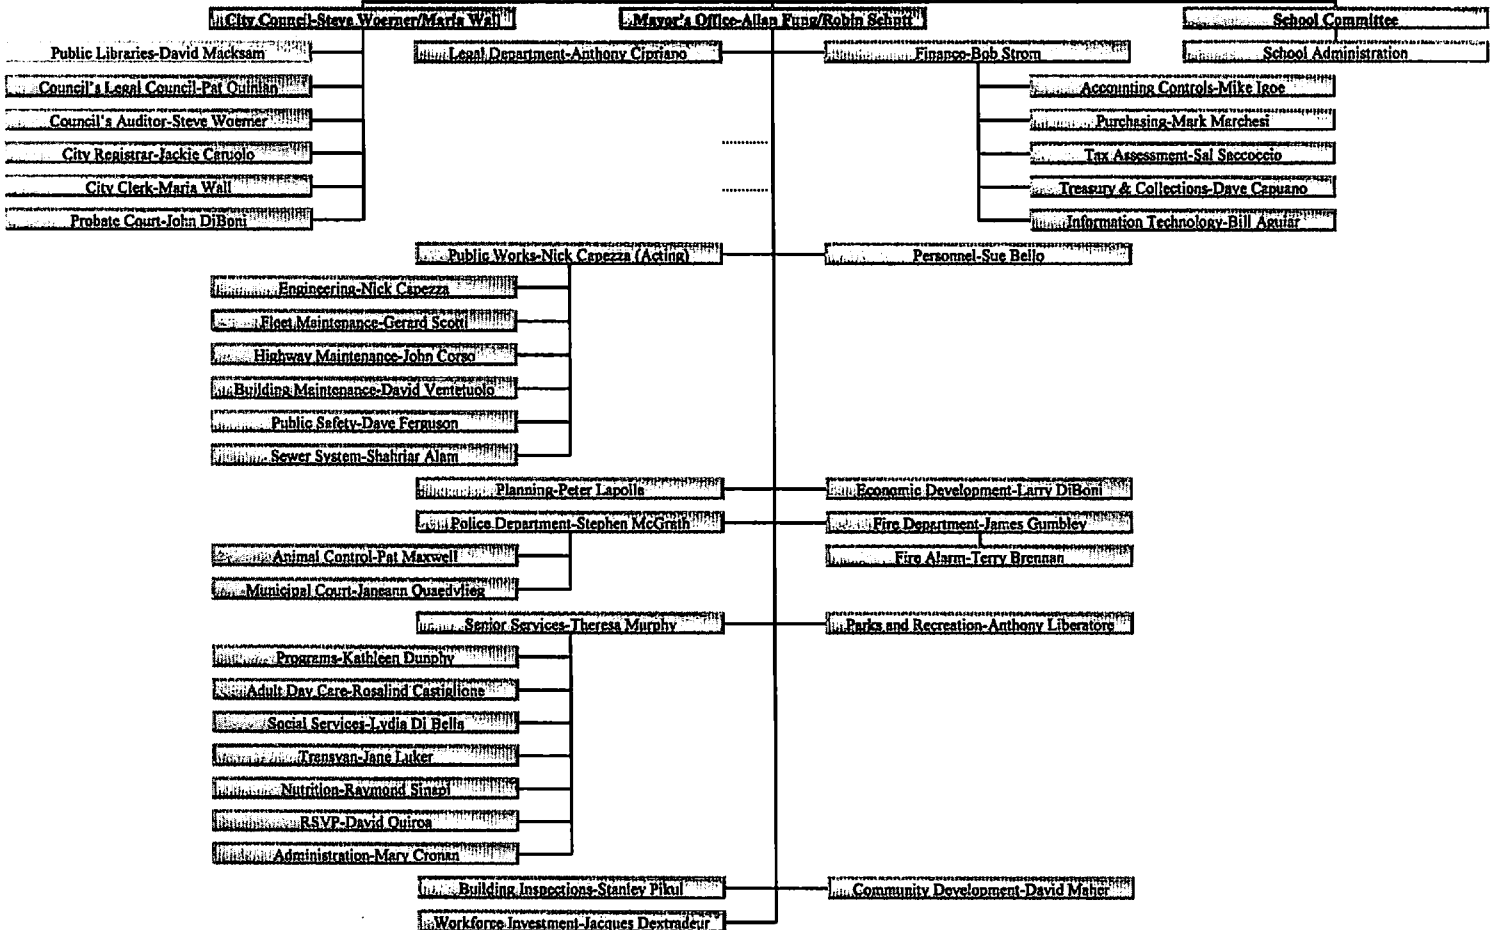 City Council-Steve Woerner/Maria Wall
Mayor's Office-Allan Fung/Robin Schutt
School Committee
Public Libraries-David Macksam
Legal Department-Anthony Cipriano
Finance-Bob Strom
School Administration
Council's Legal Council-Pat Quinlan
Accounting Controls-Mike Igoe
Council's Auditor-Steve Woerner
Purchasing-Mark Marchesi
City Registrar-Jackie Caruolo
Tax Assessment-Sal Saccoccio
City Clerk-Maria Wall
Treasury & Collections-Dave Capuano
Probate Court-John DiBoni
Information Technology-Bill Aguiar
Public Works-Nick Capezza (Acting)
Personnel-Sue Bello
Engineering-Nick Capezza
Fleet Maintenance-Gerard Scotti
Highway Maintenance-John Corso
Building Maintenance-David Ventetuolo
Public Safety-Dave Ferguson
Sewer System-Shahriar Alam
Planning-Peter Lapolla
Economic Development-Larry DiBoni
Police Department-Stephen McGrath
Fire Department-James Gumbley
Animal Control-Pat Maxwell
Fire Alarm-Terry Brennan
Municipal Court-Janeann Quaedvlieg
Senior Services-Theresa Murphy
Parks and Recreation-Anthony Liberatore
Programs-Kathleen Dunphy
Adult Day Care-Rosalind Castiglione
Social Services-Lydia Di Bella
Transvan-Jane Luker
Nutrition-Raymond Sinapi
RSVP-David Quiroa
Administration-Mary Cronan
Building Inspections-Stanley Pikul
Community Development-David Maher
Workforce Investment-Jacques Dextradeur